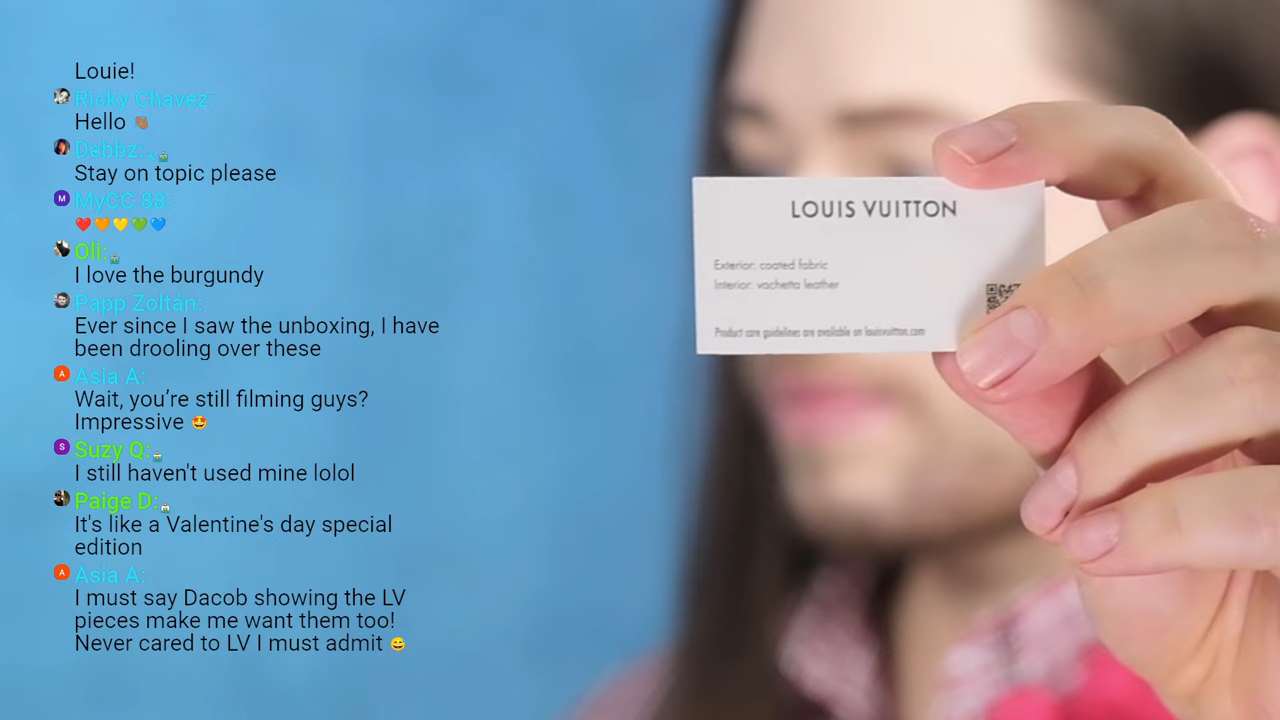 Louie!
Ricky Chavez:
Hello 👋🏽
Debbz:
Stay on topic please
M MyCC 88:
❤️🧡💛💚💙
Oli:
I love the burgundy
Papp Zoltán:
Ever since I saw the unboxing, I have
been drooling over these
A Asia A:
Wait, you’re still filming guys?
Impressive 🤩
S Suzy Q:
I still haven't used mine lolol
Paige D:
It's like a Valentine's day special
edition
A Asia A:
I must say Dacob showing the LV
pieces make me want them too!
Never cared to LV I must admit 😅
LOUIS VUITTON
Exterior: coated fabric
Interior: vachetta leather
Product care guidelines are available on louisvuitton.com